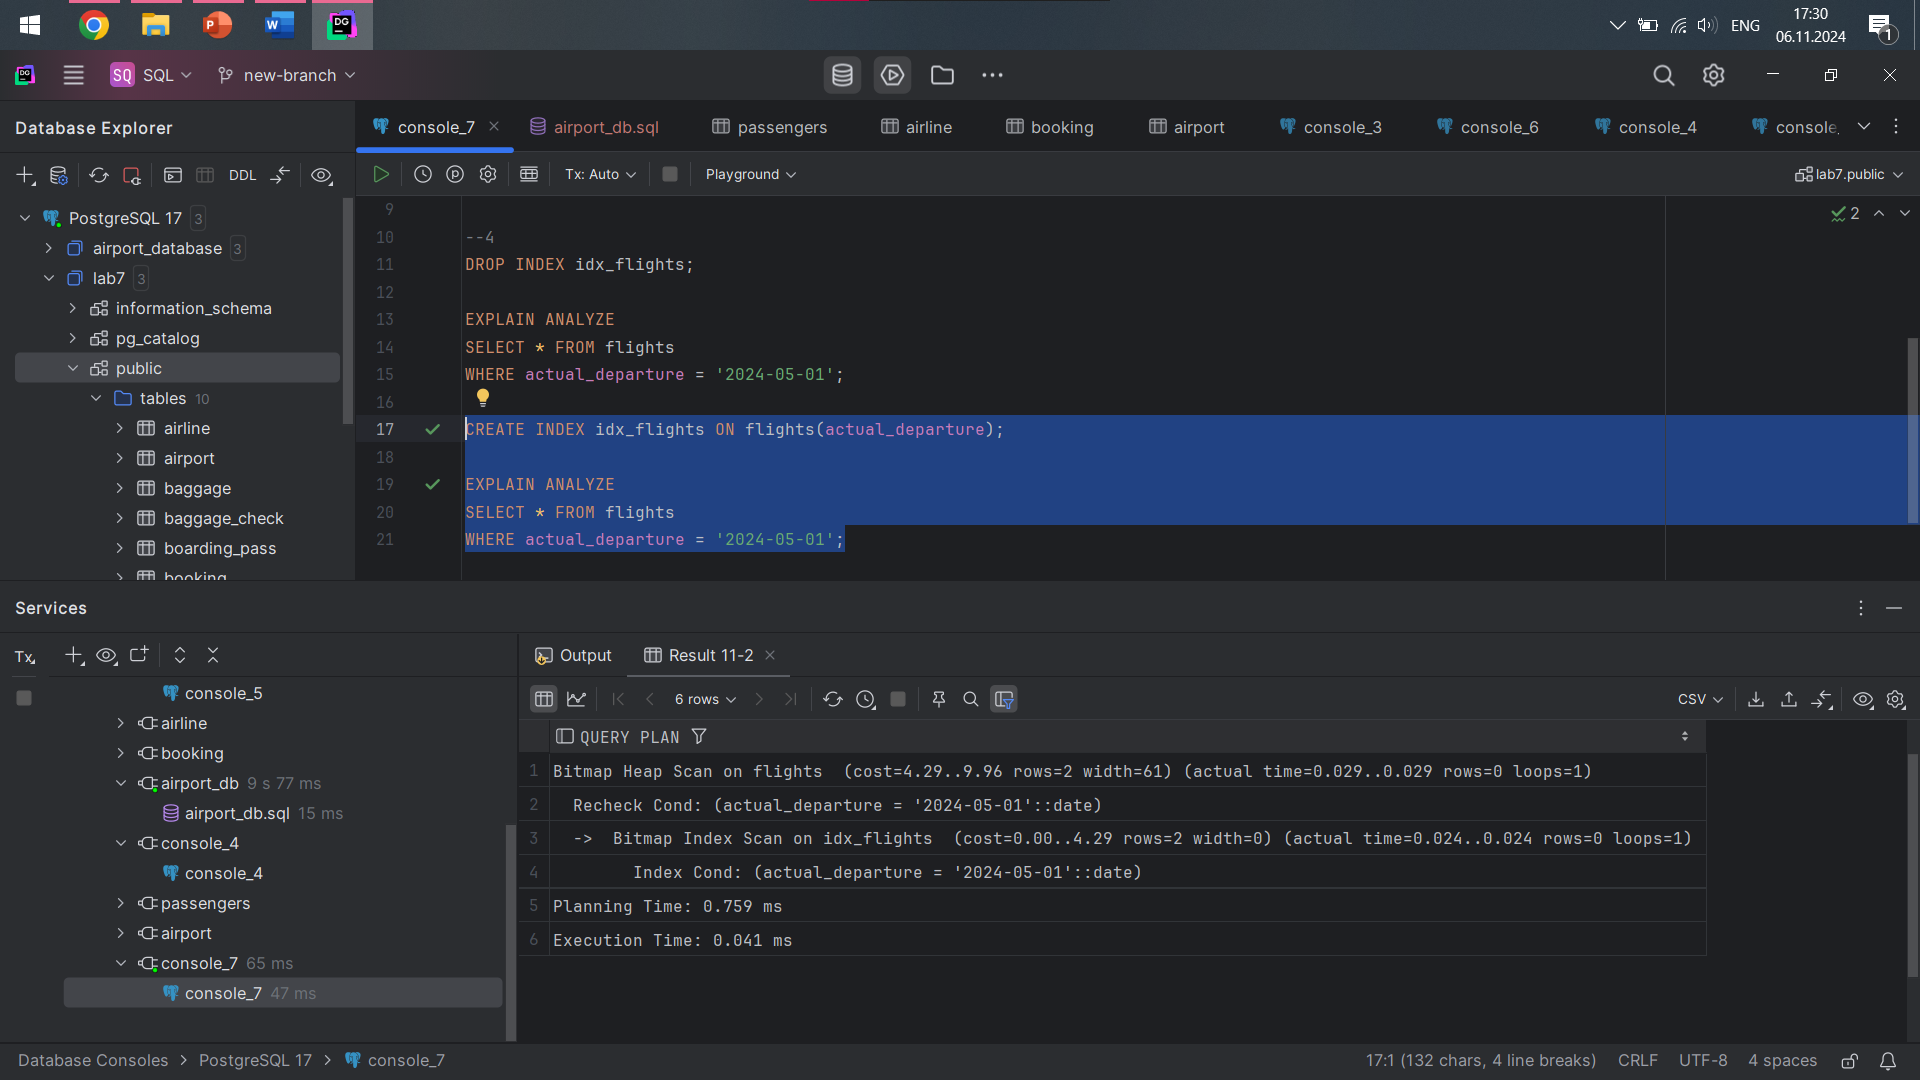 P
W
DG
ENG
17:30
06.11.2024
1
DG
SQ SQL
new-branch
Database Explorer
console_7
airport_db.sql
passengers
airline
booking
airport
console_3
console_6
console_4
console
DDL
Tx: Auto
Playground
lab7.public
PostgreSQL 17 3
airport_database 3
lab7 3
information_schema
pg_catalog
public
tables 10
airline
airport
baggage
baggage_check
boarding_pass
booking
2
9
10 --4
11 DROP INDEX idx_flights;
12
13 EXPLAIN ANALYZE
14 SELECT * FROM flights
15 WHERE actual_departure = '2024-05-01';
16
17 CREATE INDEX idx_flights ON flights(actual_departure);
18
19 EXPLAIN ANALYZE
20 SELECT * FROM flights
21 WHERE actual_departure = '2024-05-01';
Services
Tx
console_5
airline
booking
airport_db 9 s 77 ms
airport_db.sql 15 ms
console_4
console_4
passengers
airport
console_7 65 ms
console_7 47 ms
Output
Result 11-2
6 rows
CSV
QUERY PLAN
1 Bitmap Heap Scan on flights (cost=4.29..9.96 rows=2 width=61) (actual time=0.029..0.029 rows=0 loops=1)
2 Recheck Cond: (actual_departure = '2024-05-01'::date)
3 -> Bitmap Index Scan on idx_flights (cost=0.00..4.29 rows=2 width=0) (actual time=0.024..0.024 rows=0 loops=1)
4 Index Cond: (actual_departure = '2024-05-01'::date)
5 Planning Time: 0.759 ms
6 Execution Time: 0.041 ms
Database Consoles > PostgreSQL 17 > console_7
17:1 (132 chars, 4 line breaks)
CRLF
UTF-8
4 spaces